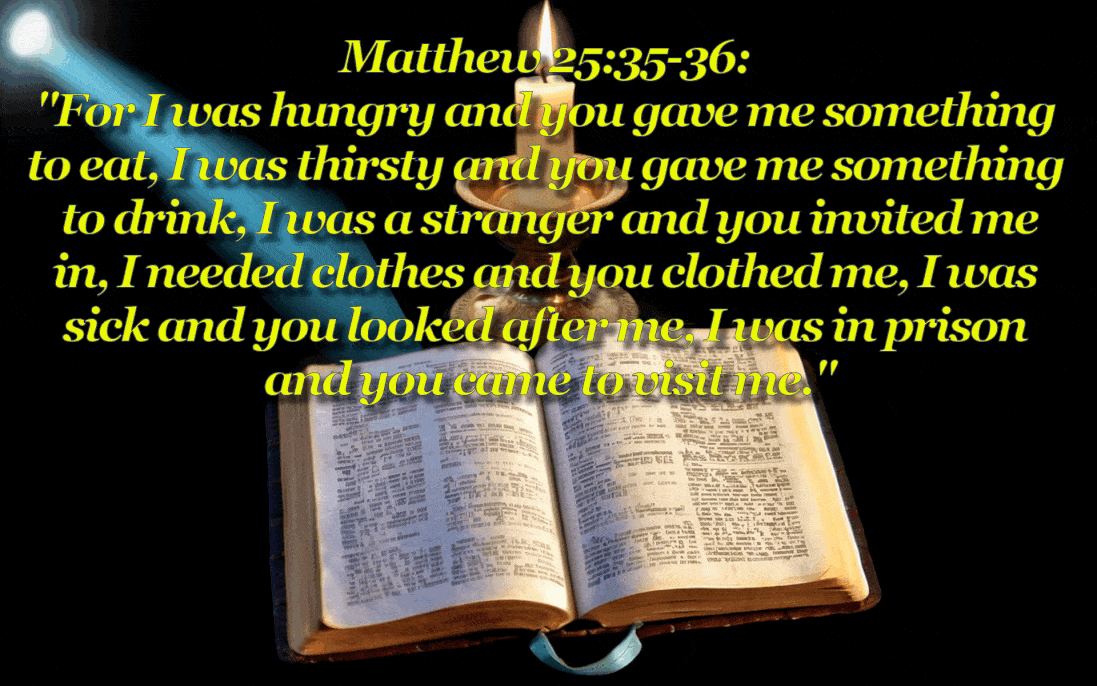 Matthew 25:35-36:
"For I was hungry and you gave me something
to eat, I was thirsty and you gave me something
to drink, I was a stranger and you invited me
in, I needed clothes and you clothed me, I was
sick and you looked after me, I was in prison
and you came to visit me."